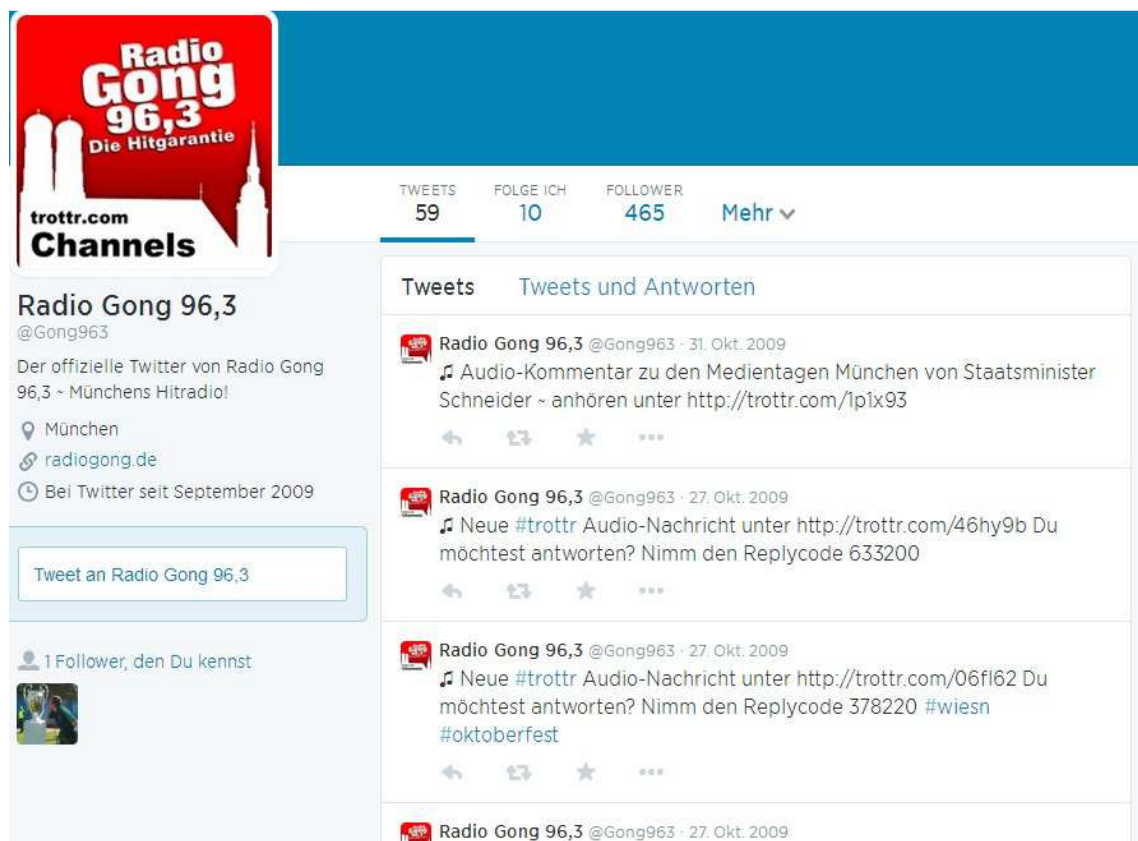 Radio
Gong
96,3
Die Hitgarantie
trottr.com
Channels
TWEETS
59
FOLGE ICH
10
FOLLOWER
465
Mehr
Radio Gong 96,3
@Gong963
Der offizielle Twitter von Radio Gong
96,3 ~ Münchens Hitradio!
München
radiogong.de
Bei Twitter seit September 2009
Tweet an Radio Gong 96,3
1 Follower, den Du kennst
Tweets Tweets und Antworten
Radio Gong 96,3 @Gong963 · 31. Okt. 2009
♫ Audio-Kommentar zu den Medientagen München von Staatsminister
Schneider ~ anhören unter http://trottr.com/1p1x93
Radio Gong 96,3 @Gong963 · 27. Okt. 2009
♫ Neue #trottr Audio-Nachricht unter http://trottr.com/46hy9b Du
möchtest antworten? Nimm den Replycode 633200
Radio Gong 96,3 @Gong963 · 27. Okt. 2009
♫ Neue #trottr Audio-Nachricht unter http://trottr.com/06fl62 Du
möchtest antworten? Nimm den Replycode 378220 #wiesn
#oktoberfest
Radio Gong 96,3 @Gong963 · 27. Okt. 2009